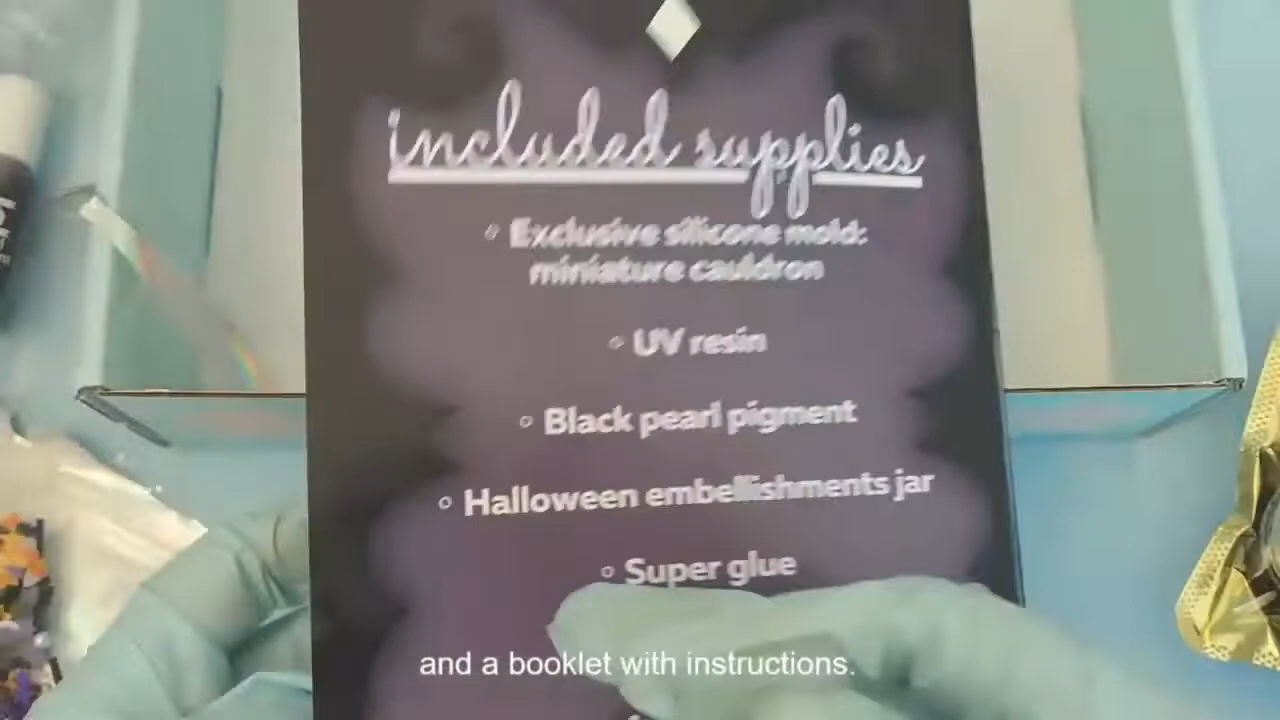 included supplies
◦ Exclusive silicone mold:
miniature cauldron
◦ UV resin
◦ Black pearl pigment
◦ Halloween embellishments jar
◦ Super glue
and a booklet with instructions.